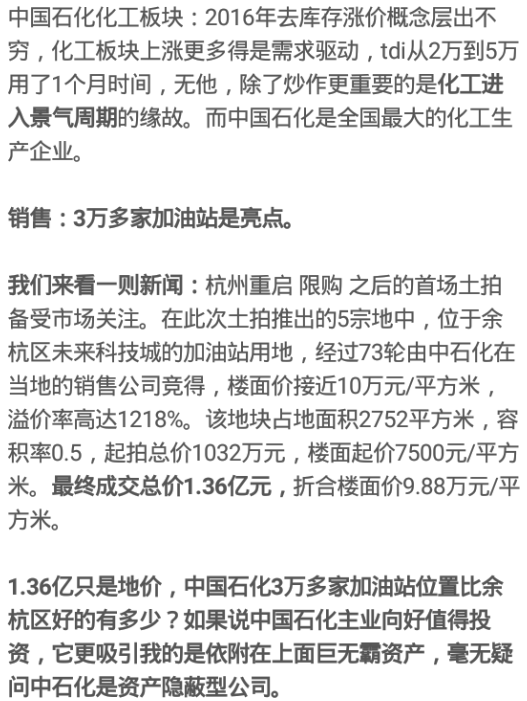 中国石化化工板块：2016年去库存涨价概念层出不
穷，化工板块上涨更多得是需求驱动，tdi从2万到5万
用了1个月时间，无他，除了炒作更重要的是化工进
入景气周期的缘故。而中国石化是全国最大的化工生
产企业。
销售：3万多家加油站是亮点。
我们来看一则新闻：杭州重启 限购 之后的首场土拍
备受市场关注。在此次土拍推出的5宗地中，位于余
杭区未来科技城的加油站用地，经过73轮由中石化在
当地的销售公司竞得，楼面价接近10万元/平方米，
溢价率高达1218%。该地块占地面积2752平方米，容
积率0.5，起拍总价1032万元，楼面起价7500元/平方
米。最终成交总价1.36亿元，折合楼面价9.88万元/平
方米。
1.36亿只是地价，中国石化3万多家加油站位置比余
杭区好的有多少？如果说中国石化主业向好值得投
资，它更吸引我的是依附在上面巨无霸资产，毫无疑
问中石化是资产隐蔽型公司。